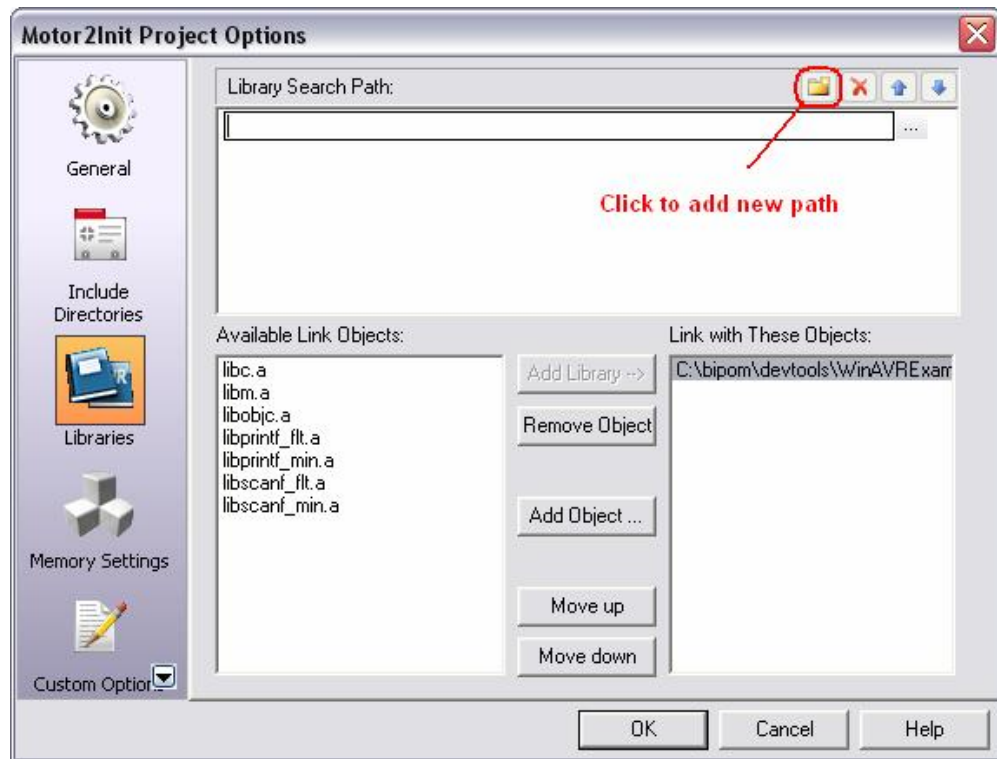 Motor2Init Project Options
General
Include
Directories
Libraries
Memory Settings
Custom Option
Library Search Path:
...
Click to add new path
Available Link Objects:
libc.a
libm.a
libobjc.a
libprintf_flt.a
libprintf_min.a
libscanf_flt.a
libscanf_min.a
Add Library -->
Remove Object
Add Object ...
Move up
Move down
Link with These Objects:
C:\bipom\devtools\WinAVRExam
OK
Cancel
Help